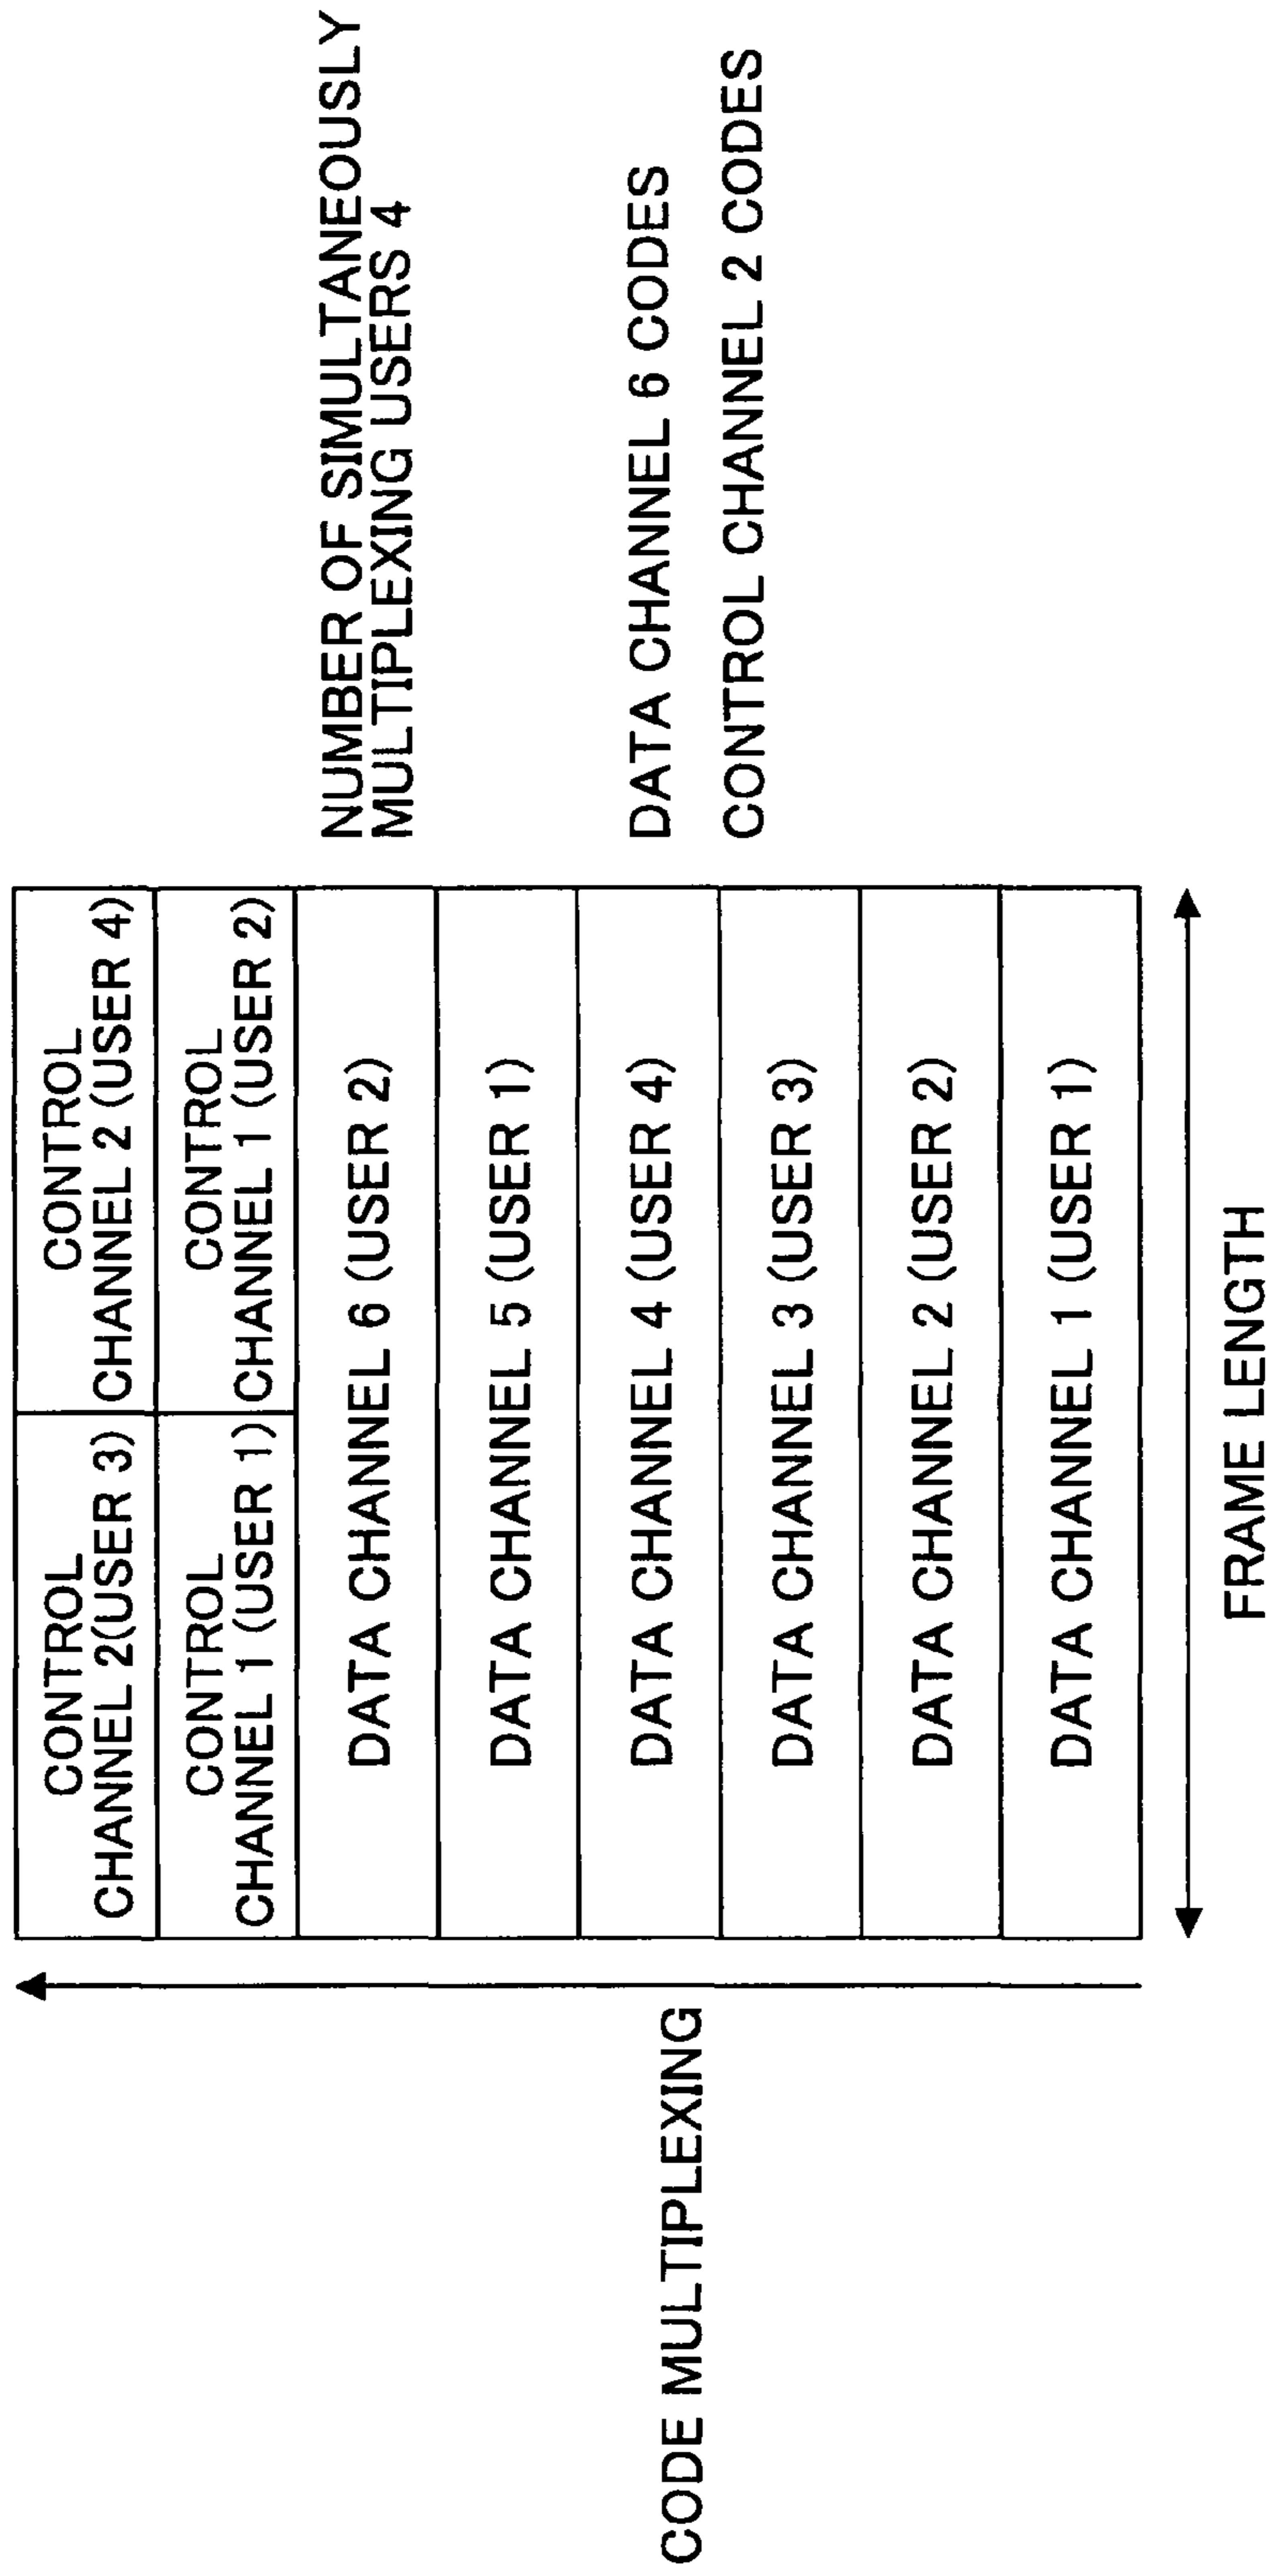 CODE MULTIPLEXING
CONTROL
CHANNEL 2(USER 3)
CONTROL
CHANNEL 2 (USER 4)
CONTROL
CHANNEL 1 (USER 1)
CONTROL
CHANNEL 1 (USER 2)
DATA CHANNEL 6 (USER 2)
DATA CHANNEL 5 (USER 1)
DATA CHANNEL 4 (USER 4)
DATA CHANNEL 3 (USER 3)
DATA CHANNEL 2 (USER 2)
DATA CHANNEL 1 (USER 1)
FRAME LENGTH
NUMBER OF SIMULTANEOUSLY
MULTIPLEXING USERS 4
DATA CHANNEL 6 CODES
CONTROL CHANNEL 2 CODES